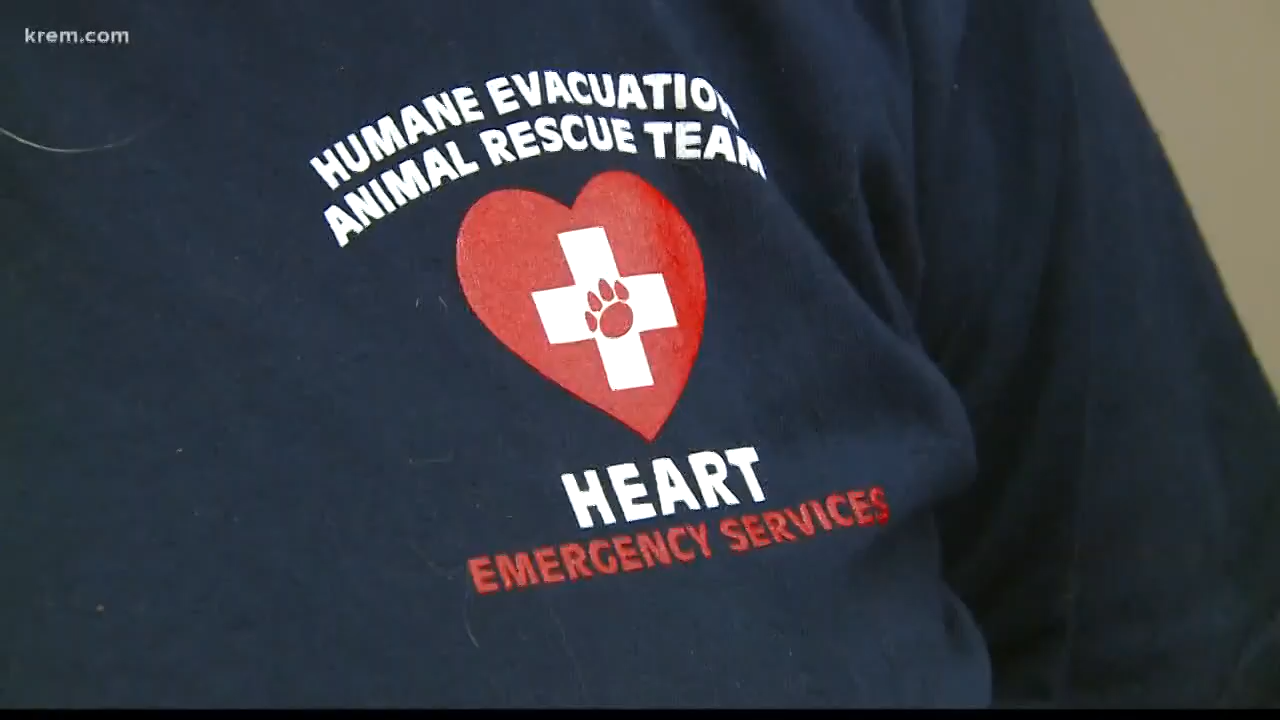 krem.com
HUMANE EVACUATION
ANIMAL RESCUE TEAM
HEART
EMERGENCY SERVICES